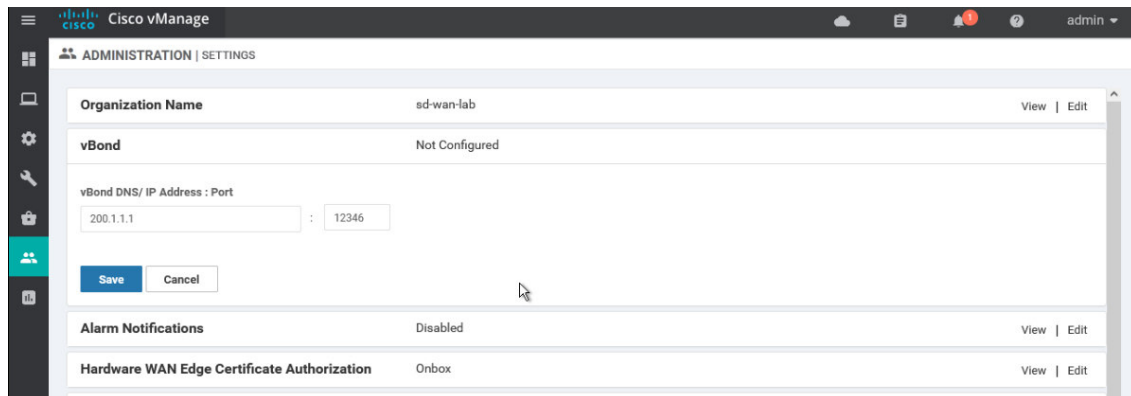 cisco Cisco vManage 1 admin
ADMINISTRATION | SETTINGS
Organization Name sd-wan-lab View | Edit
vBond Not Configured
vBond DNS/ IP Address : Port
200.1.1.1 : 12346
Save Cancel
Alarm Notifications Disabled View | Edit
Hardware WAN Edge Certificate Authorization Onbox View | Edit